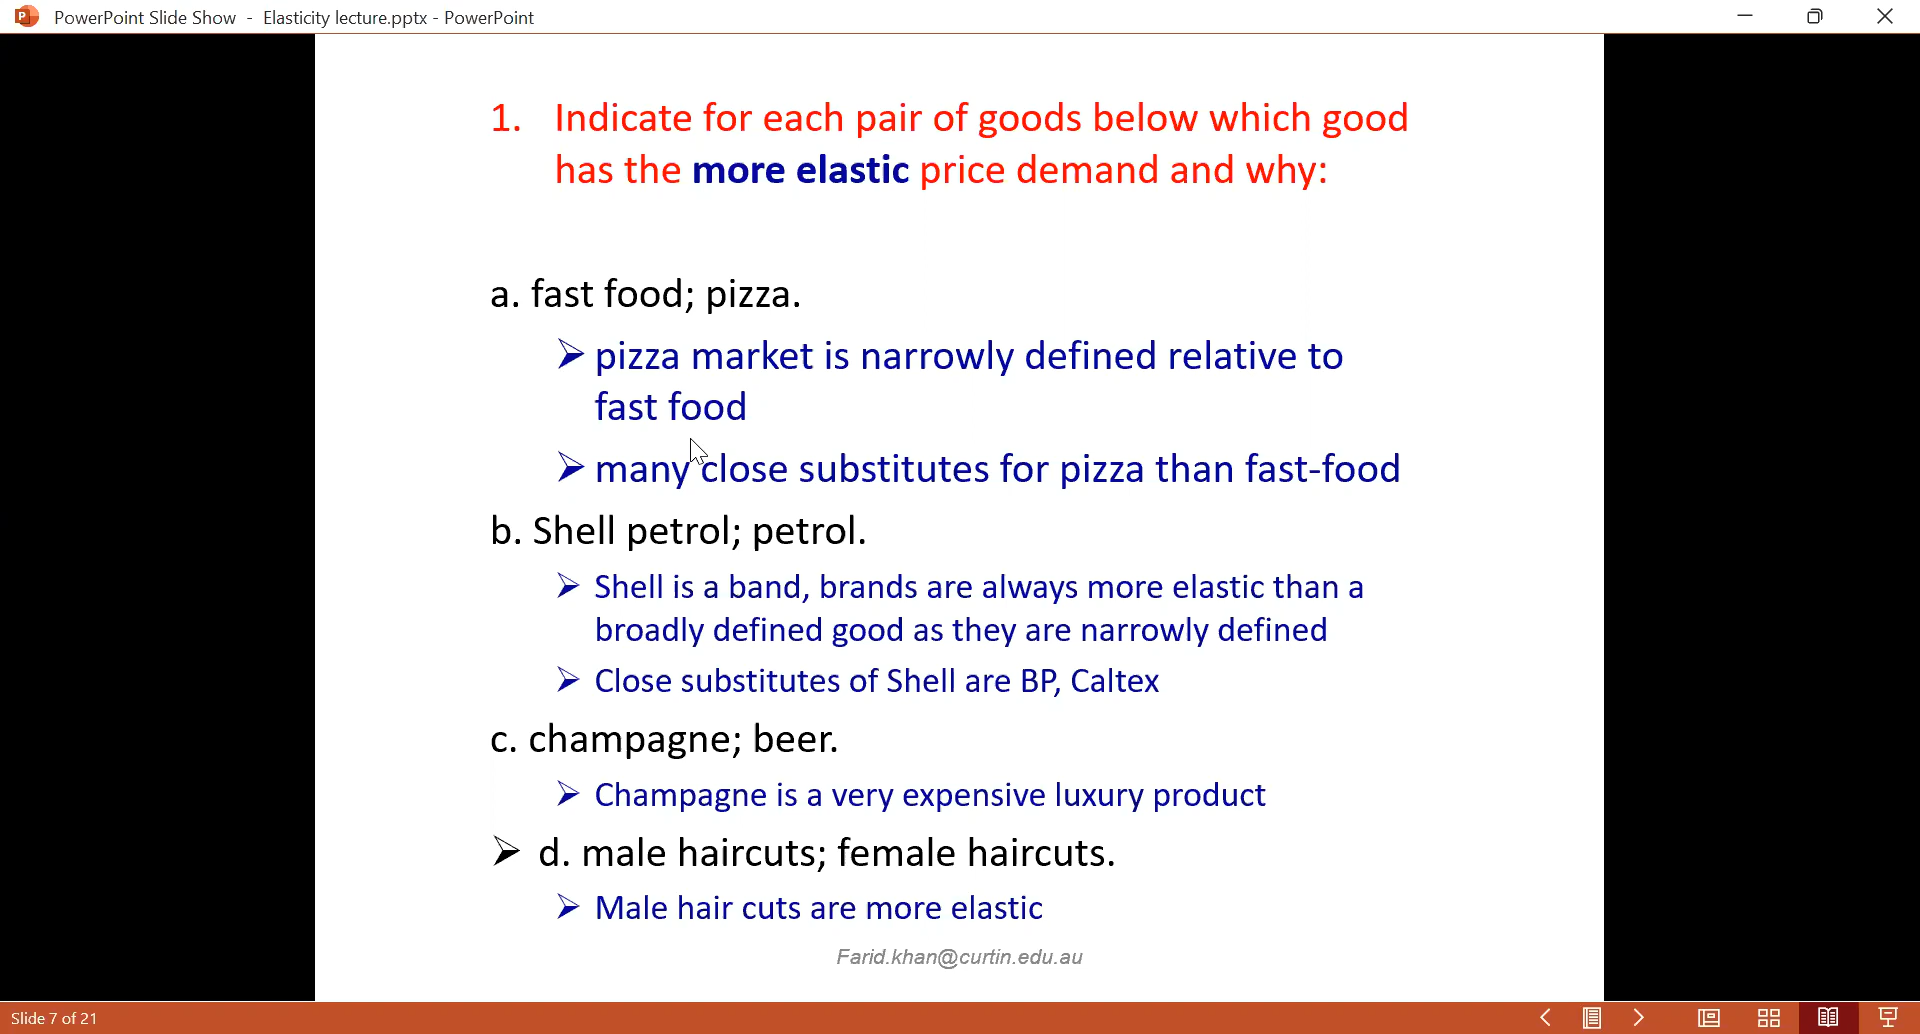 PowerPoint Slide Show - Elasticity lecture.pptx - PowerPoint
1. Indicate for each pair of goods below which good
has the more elastic price demand and why:
a. fast food; pizza.
➢ pizza market is narrowly defined relative to
fast food
➢ many close substitutes for pizza than fast-food
b. Shell petrol; petrol.
➢ Shell is a band, brands are always more elastic than a
broadly defined good as they are narrowly defined
➢ Close substitutes of Shell are BP, Caltex
c. champagne; beer.
➢ Champagne is a very expensive luxury product
➢ d. male haircuts; female haircuts.
➢ Male hair cuts are more elastic
Farid.khan@curtin.edu.au
Slide 7 of 21